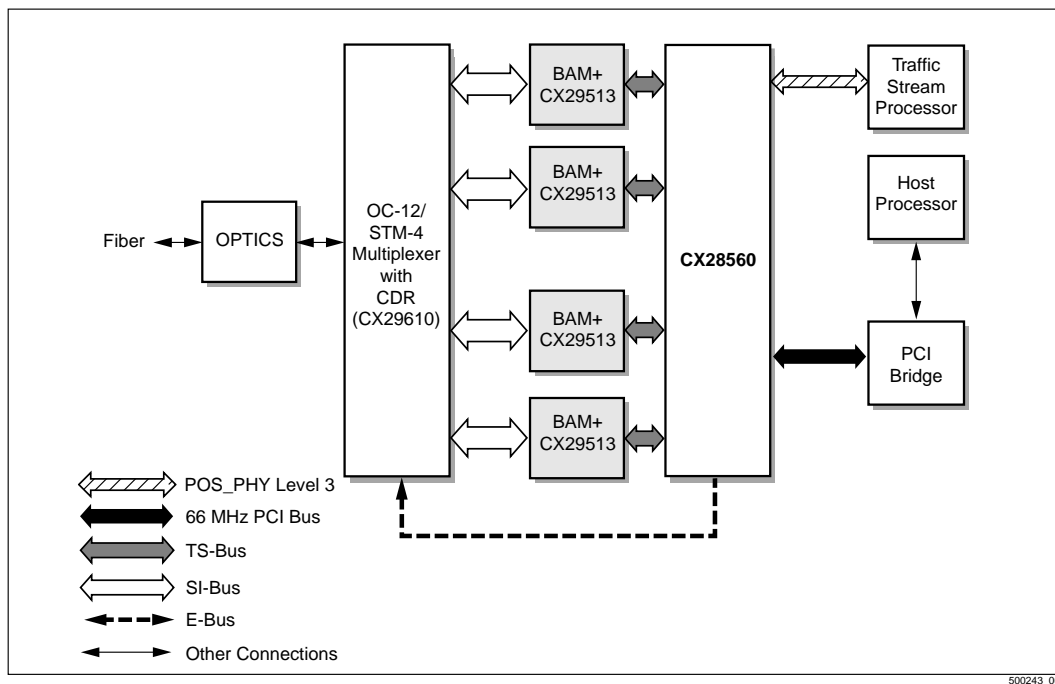 BAM+
CX29513
Traffic
Stream
Processor
BAM+
CX29513
Host
Processor
Fiber
OPTICS
OC-12/
STM-4
Multiplexer
with
CDR
(CX29610)
CX28560
BAM+
CX29513
PCI
Bridge
BAM+
CX29513
POS_PHY Level 3
66 MHz PCI Bus
TS-Bus
SI-Bus
E-Bus
Other Connections